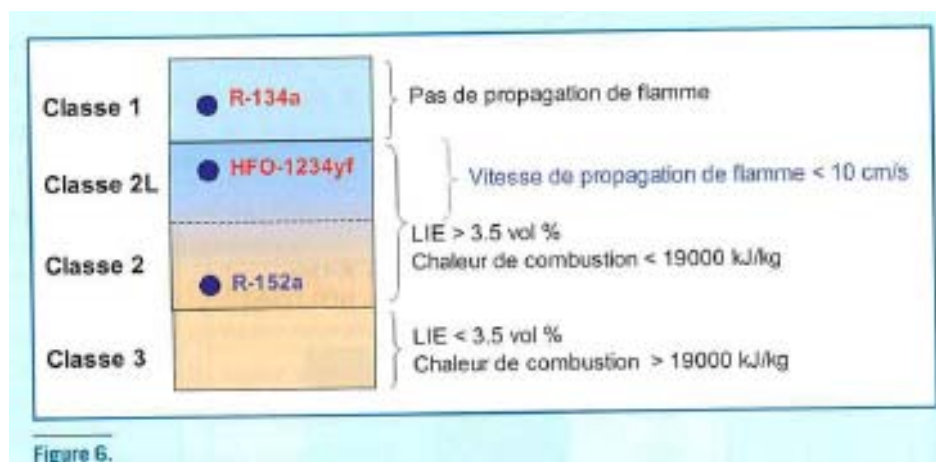 Classe 1
R-134a
Pas de propagation de flamme
Classe 2L
HFO-1234yf
Vitesse de propagation de flamme < 10 cm/s
LIE > 3.5 vol %
Chaleur de combustion < 19000 kJ/kg
Classe 2
R-152a
Classe 3
LIE < 3.5 vol %
Chaleur de combustion > 19000 kJ/kg
Figure 6.